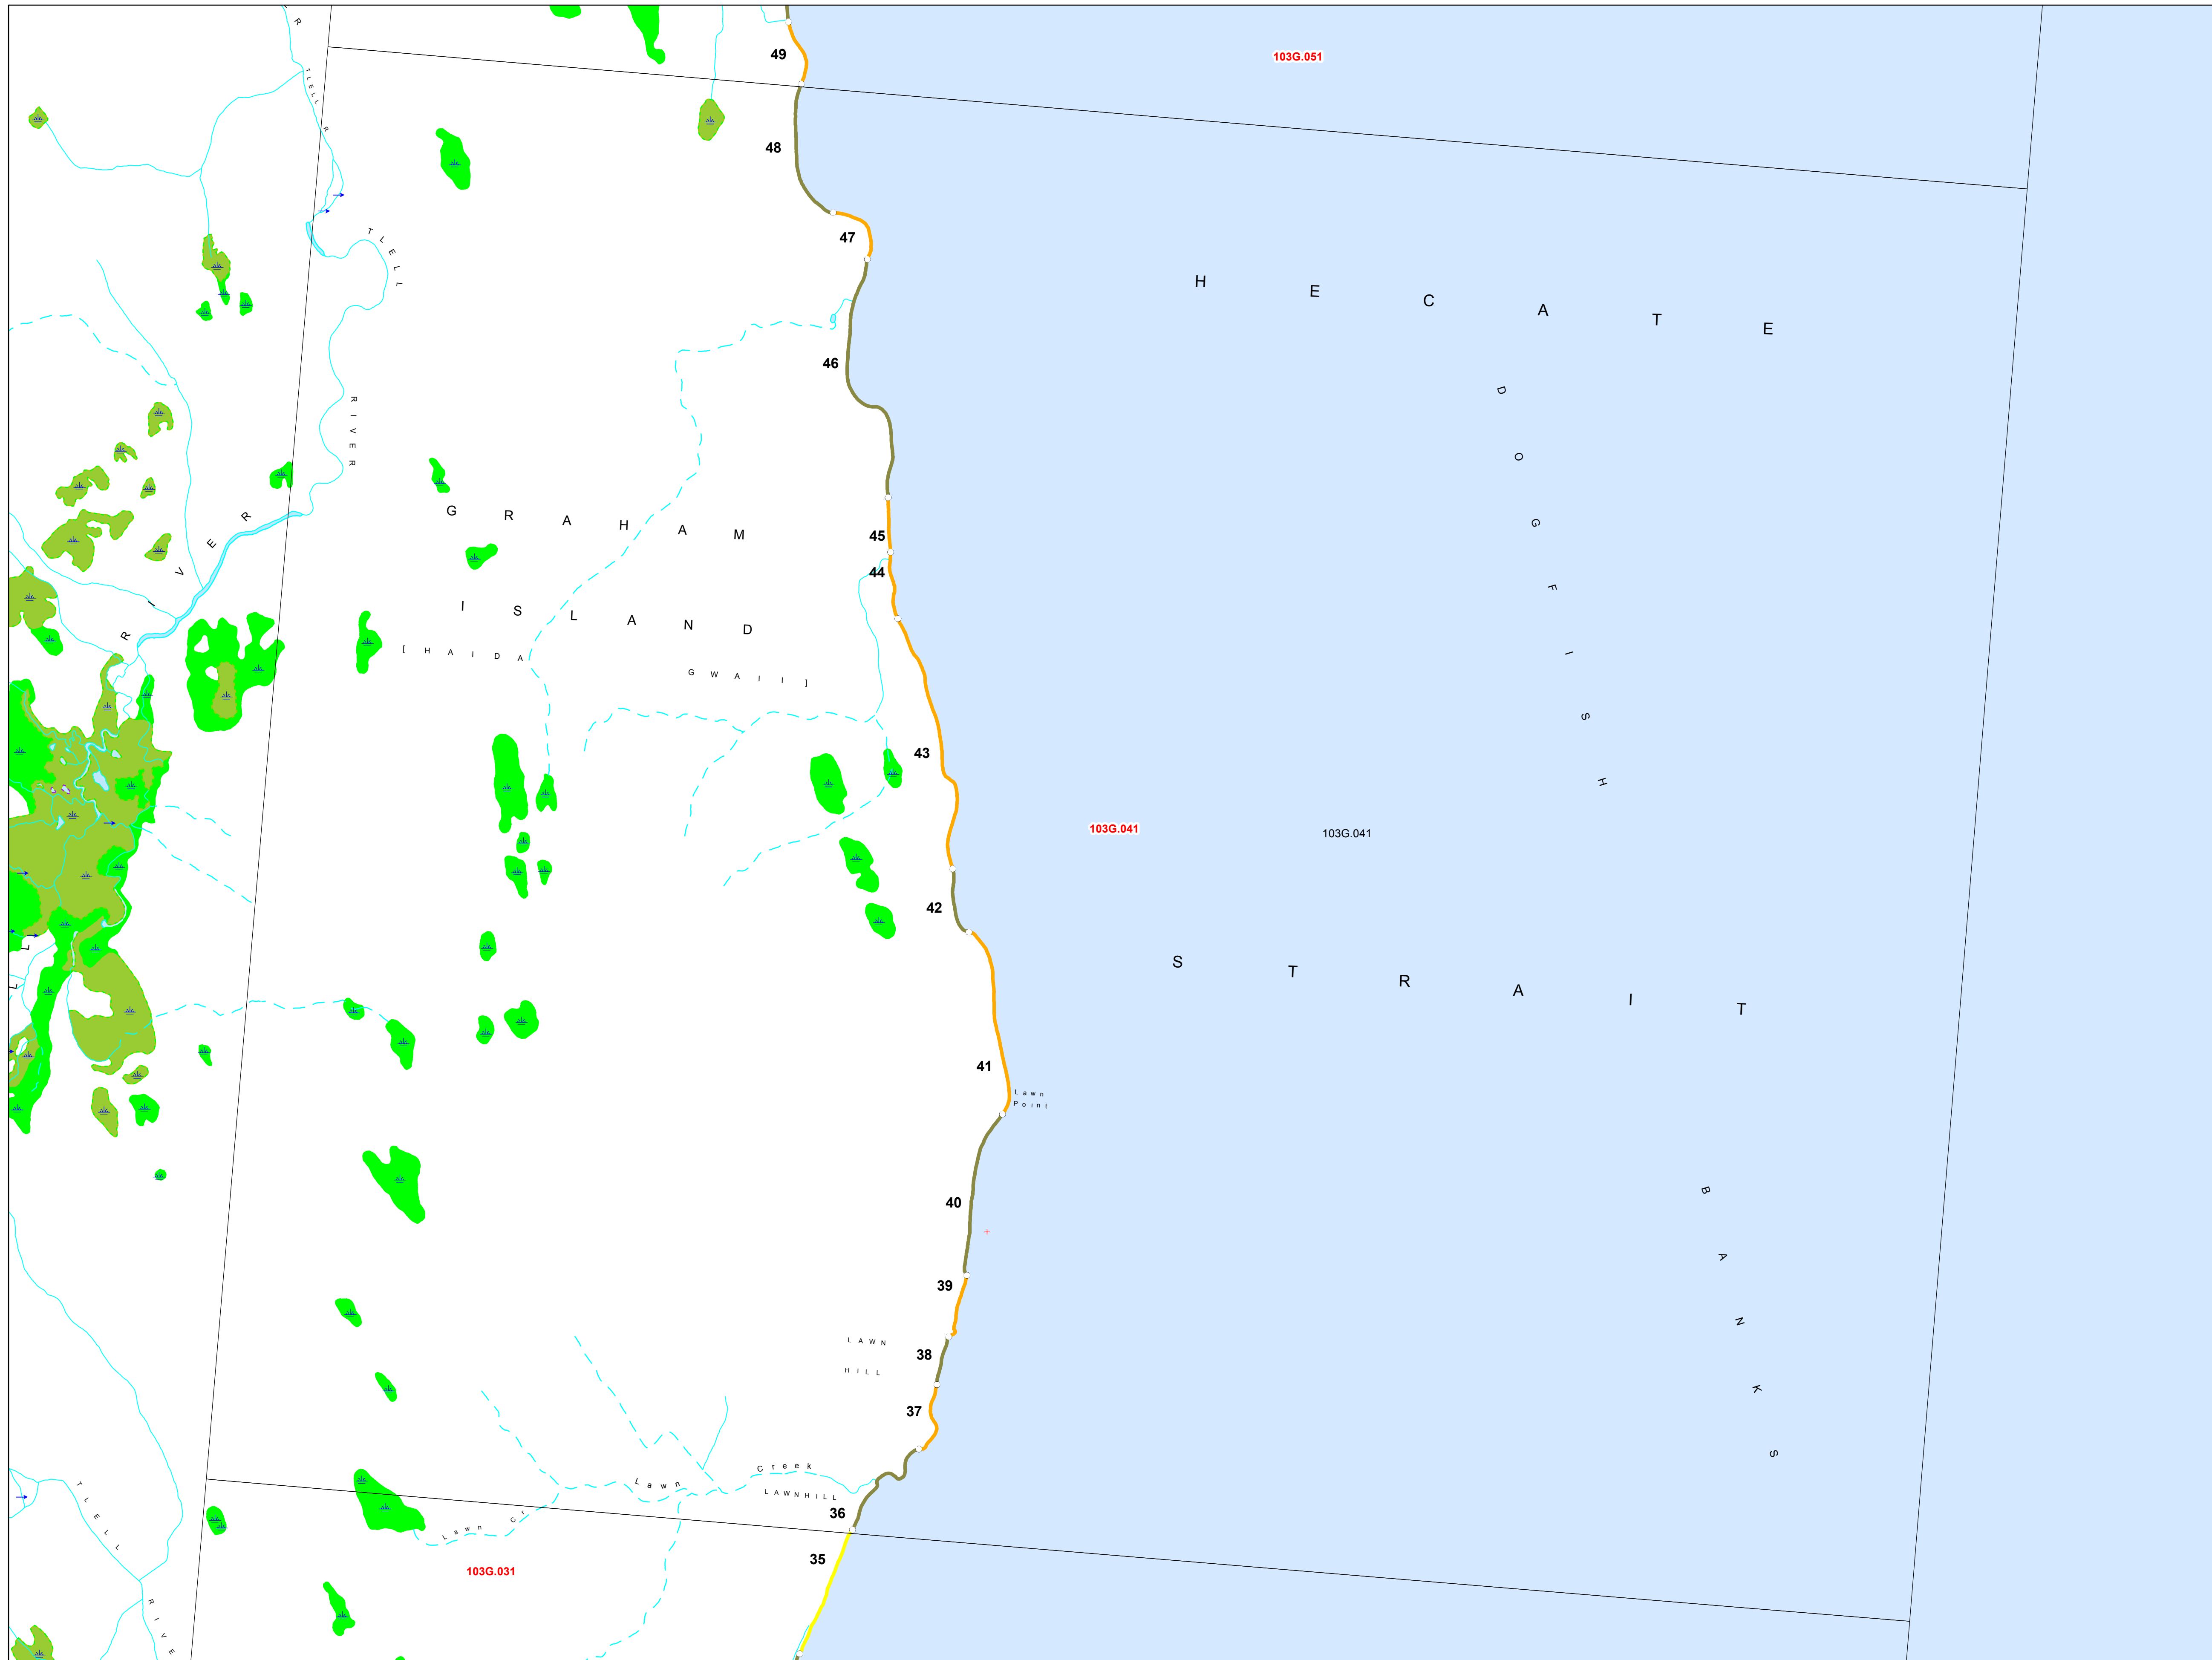 R
TLELL R
49
103G.051
48
TLELL
RIVER
47
HECATE
46
DOGFISH
RIVER
GRAHAM
45
44
ISLAND
[HAIDA GWAII]
43
103G.041
103G.041
42
LL
STRAIT
41
Lawn
Point
BANKS
40
39
LAWN
HILL
38
37
Lawn Creek
LAWNHILL
36
Lawn Cr
35
103G.031
TLELL
RIVE